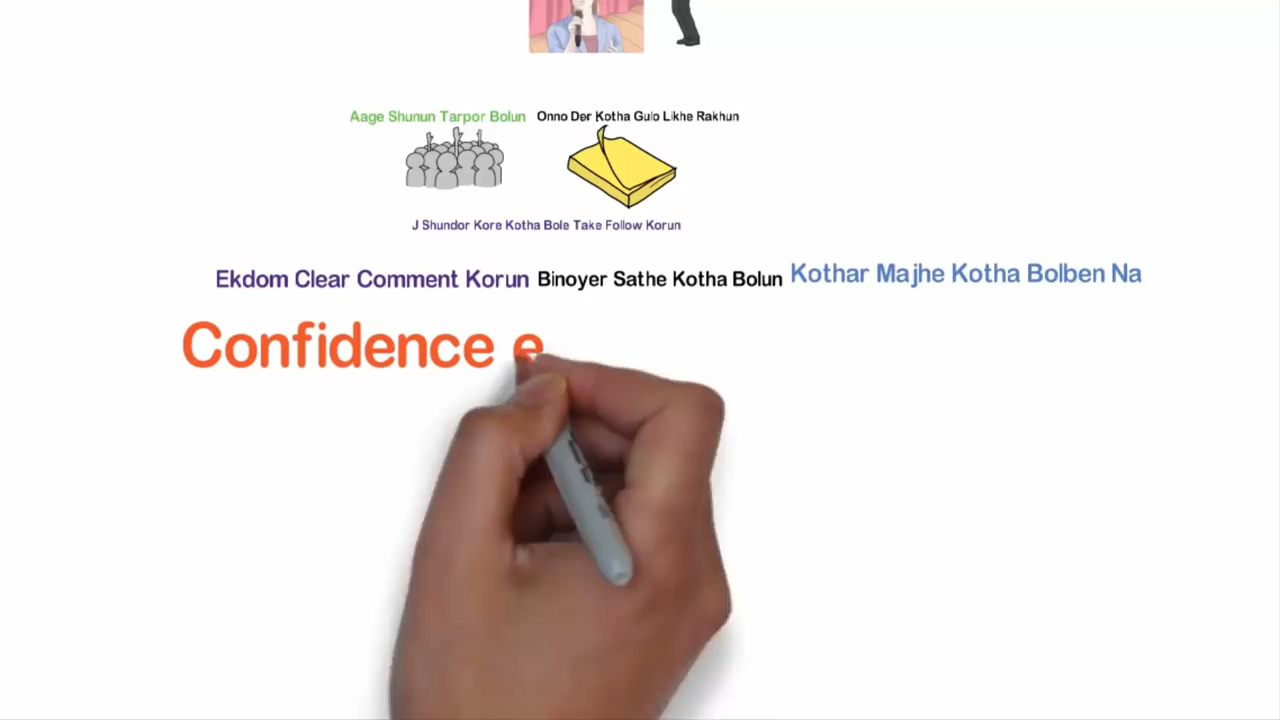 Aage Shunun Tarpor Bolun
Onno Der Kotha Gulo Likhe Rakhun
J Shundor Kore Kotha Bole Take Follow Korun
Ekdom Clear Comment Korun
Binoyer Sathe Kotha Bolun
Kothar Majhe Kotha Bolben Na
Confidence e